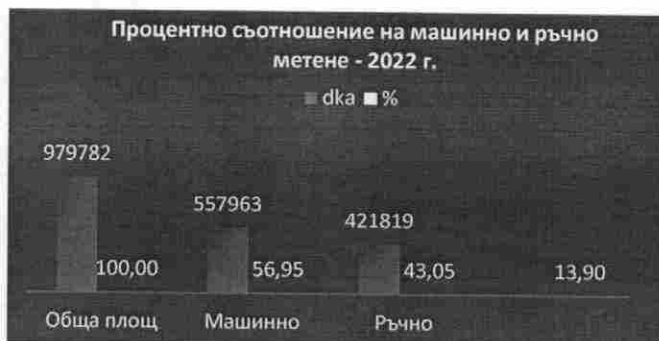 Процентно съотношение на машинно и ръчно
метене - 2022 г.
dka %
979782
557963
421819
100,00
56,95
43,05
13,90
Обща площ Машинно Ръчно